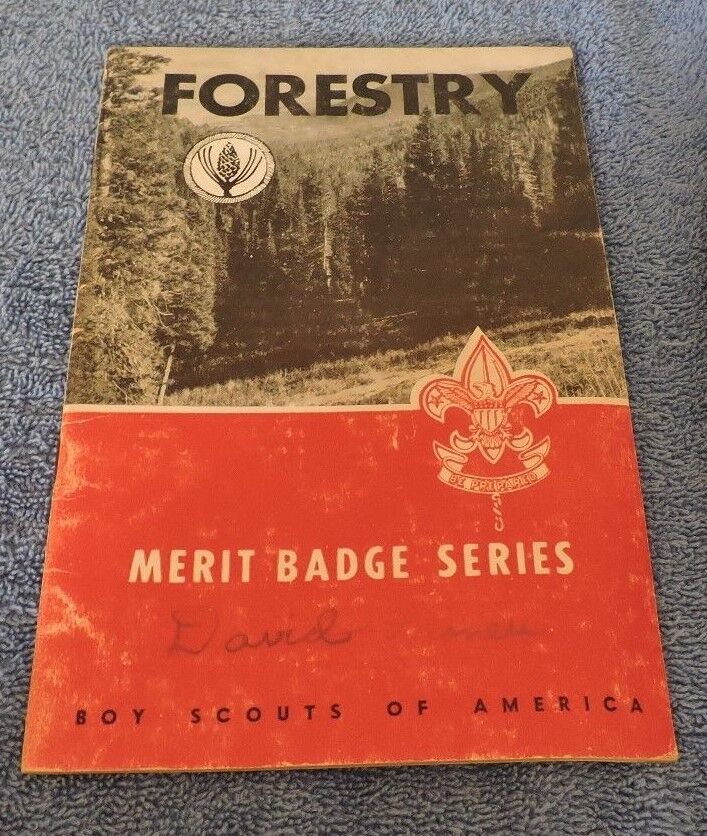 FORESTRY
BE PREPARED
MERIT BADGE SERIES
David
BOY SCOUTS OF AMERICA